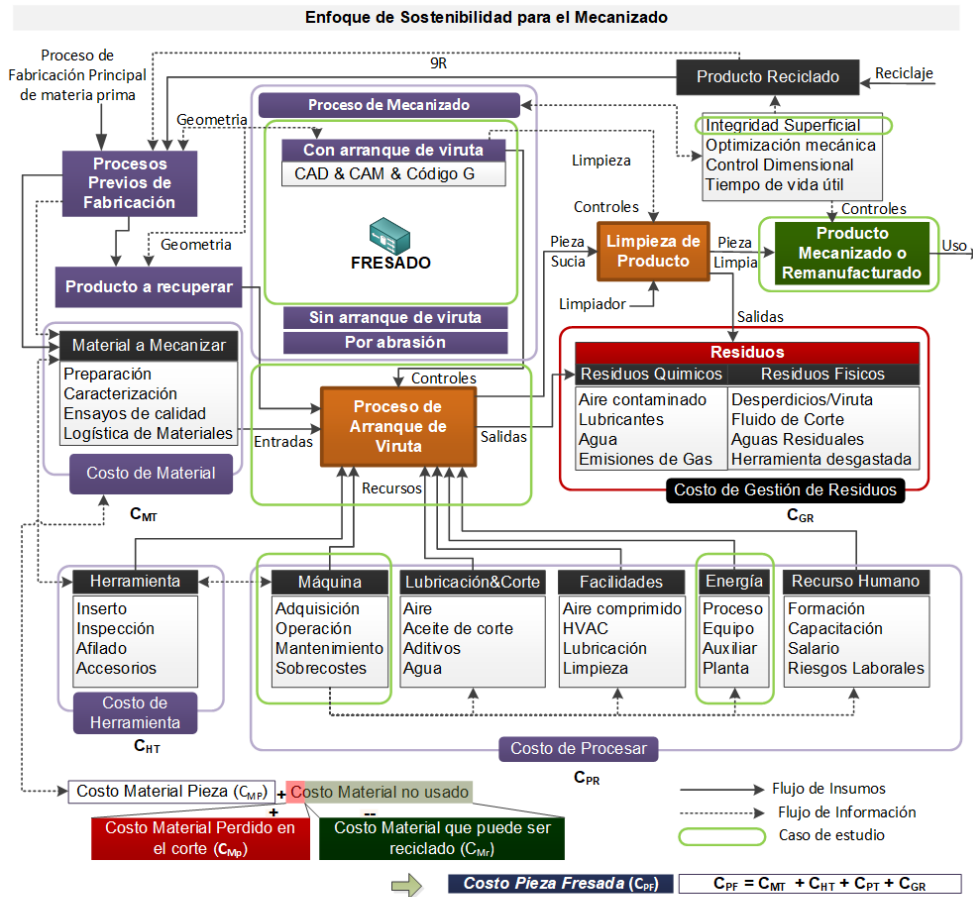 Enfoque de Sostenibilidad para el Mecanizado
Proceso de
Fabricación Principal
de materia prima
9R
Producto Reciclado
Reciclaje
Geometria
Proceso de Mecanizado
Integridad Superficial
Optimización mecánica
Control Dimensional
Tiempo de vida útil
Con arranque de viruta
CAD & CAM & Código G
Limpieza
Procesos
Previos de
Fabricación
Controles
Controles
FRESADO
Geometria
Pieza
Sucia
Limpieza de
Producto
Pieza
Limpia
Producto
Mecanizado o
Remanufacturado
Uso
Producto a recuperar
Limpiador
Sin arranque de viruta
Por abrasión
Salidas
Material a Mecanizar
Preparación
Caracterización
Ensayos de calidad
Logística de Materiales
Costo de Material
CMT
Residuos
Residuos Quimicos
Residuos Fisicos
Aire contaminado
Lubricantes
Agua
Emisiones de Gas
Desperdicios/Viruta
Fluido de Corte
Aguas Residuales
Herramienta desgastada
Costo de Gestión de Residuos
CGR
Controles
Proceso de
Arranque de
Viruta
Entradas
Salidas
Recursos
Herramienta
Inserto
Inspección
Afilado
Accesorios
Costo de
Herramienta
CHT
Máquina
Adquisición
Operación
Mantenimiento
Sobrecostes
Lubricación&Corte
Aire
Aceite de corte
Aditivos
Agua
Facilidades
Aire comprimido
HVAC
Lubricación
Limpieza
Energía
Proceso
Equipo
Auxiliar
Planta
Recurso Humano
Formación
Capacitación
Salario
Riesgos Laborales
Costo de Procesar
CPR
Costo Material Pieza (CMP) + Costo Material no usado
+ --
Costo Material Perdido en
el corte (CMp)
Costo Material que puede ser
reciclado (CMr)
Flujo de Insumos
Flujo de Información
Caso de estudio
Costo Pieza Fresada (CPF)
CPF = CMT + CHT + CPT + CGR